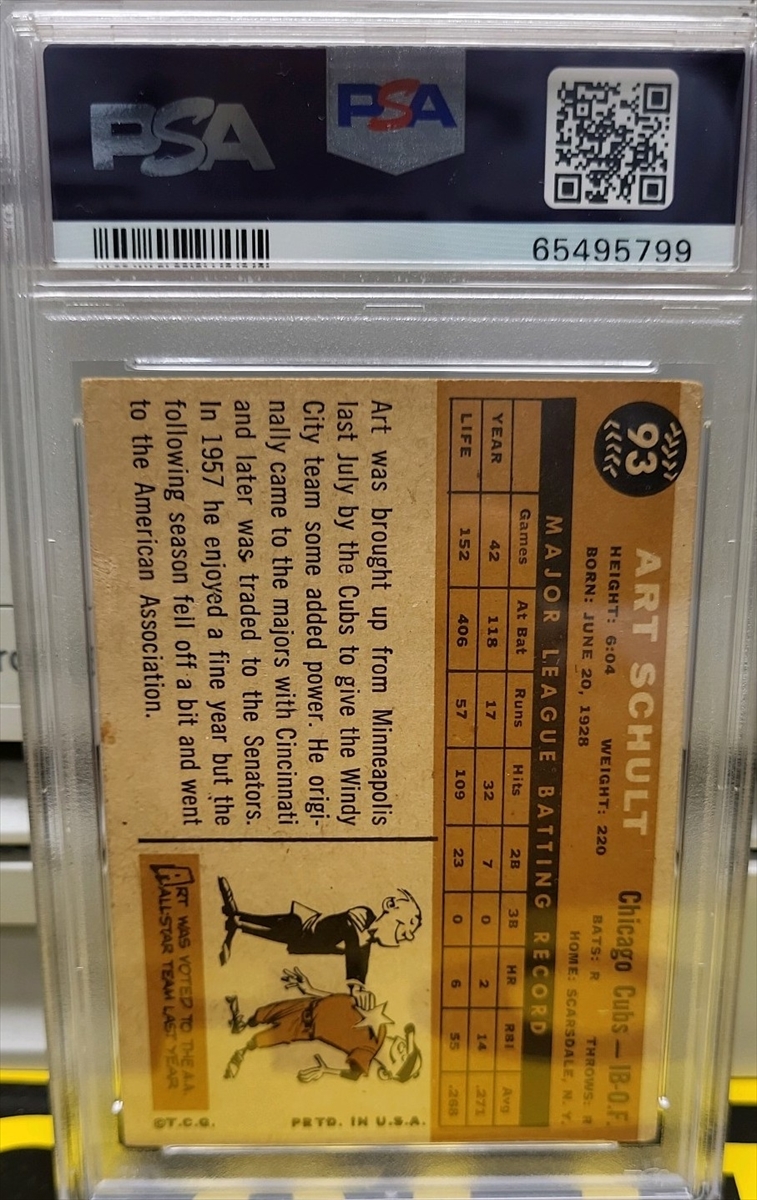 PSA
PSA
65495799
93
ART SCHULT
Chicago Cubs—1B-O.F.
HEIGHT: 6:04 WEIGHT: 220 BATS: R THROWS: R
BORN: JUNE 20, 1928 HOME: SCARSDALE, N. Y.
MAJOR LEAGUE BATTING RECORD
Games At Bat Runs Hits 2B 3B HR RBI Avg
YEAR 42 118 17 32 7 0 2 14 .271
LIFE 152 406 57 109 23 0 6 55 .268
Art was brought up from Minneapolis
last July by the Cubs to give the Windy
City team some added power. He origi-
nally came to the majors with Cincinnati
and later was traded to the Senators.
In 1957 he enjoyed a fine year but the
following season fell off a bit and went
to the American Association.
ART WAS VOTED TO THE A.A.
ALL-STAR TEAM LAST YEAR
©T.C.G. PRTD. IN U.S.A.